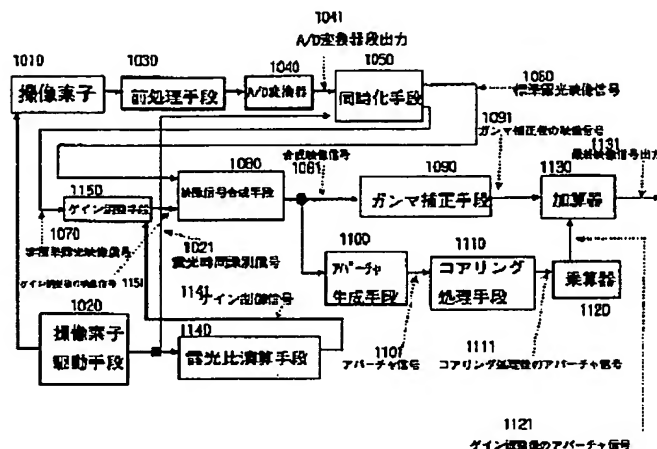 1041
A/D変換器段出力
1010
1030
1040
1050
1060
標準露光映像信号
撮像素子
前処理手段
A/D変換器
同時化手段
1091
ガンマ補正後の映像信号
1131
最終映像信号出力
1080
合成映像信号
1081
1090
1130
1150
ゲイン調整手段
映像信号合成手段
ガンマ補正手段
加算器
1070
短時間露光映像信号
1021
露光時間識別信号
ゲイン調整後の映像信号 1151
1100
1110
アパーチャ
生成手段
コアリング
処理手段
乗算器
1120
1020
1141
ゲイン制御信号
1140
撮像素子
駆動手段
露光比演算手段
1101
アパーチャ信号
1111
コアリング処理後のアパーチャ信号
1121
ゲイン調整後のアパーチャ信号